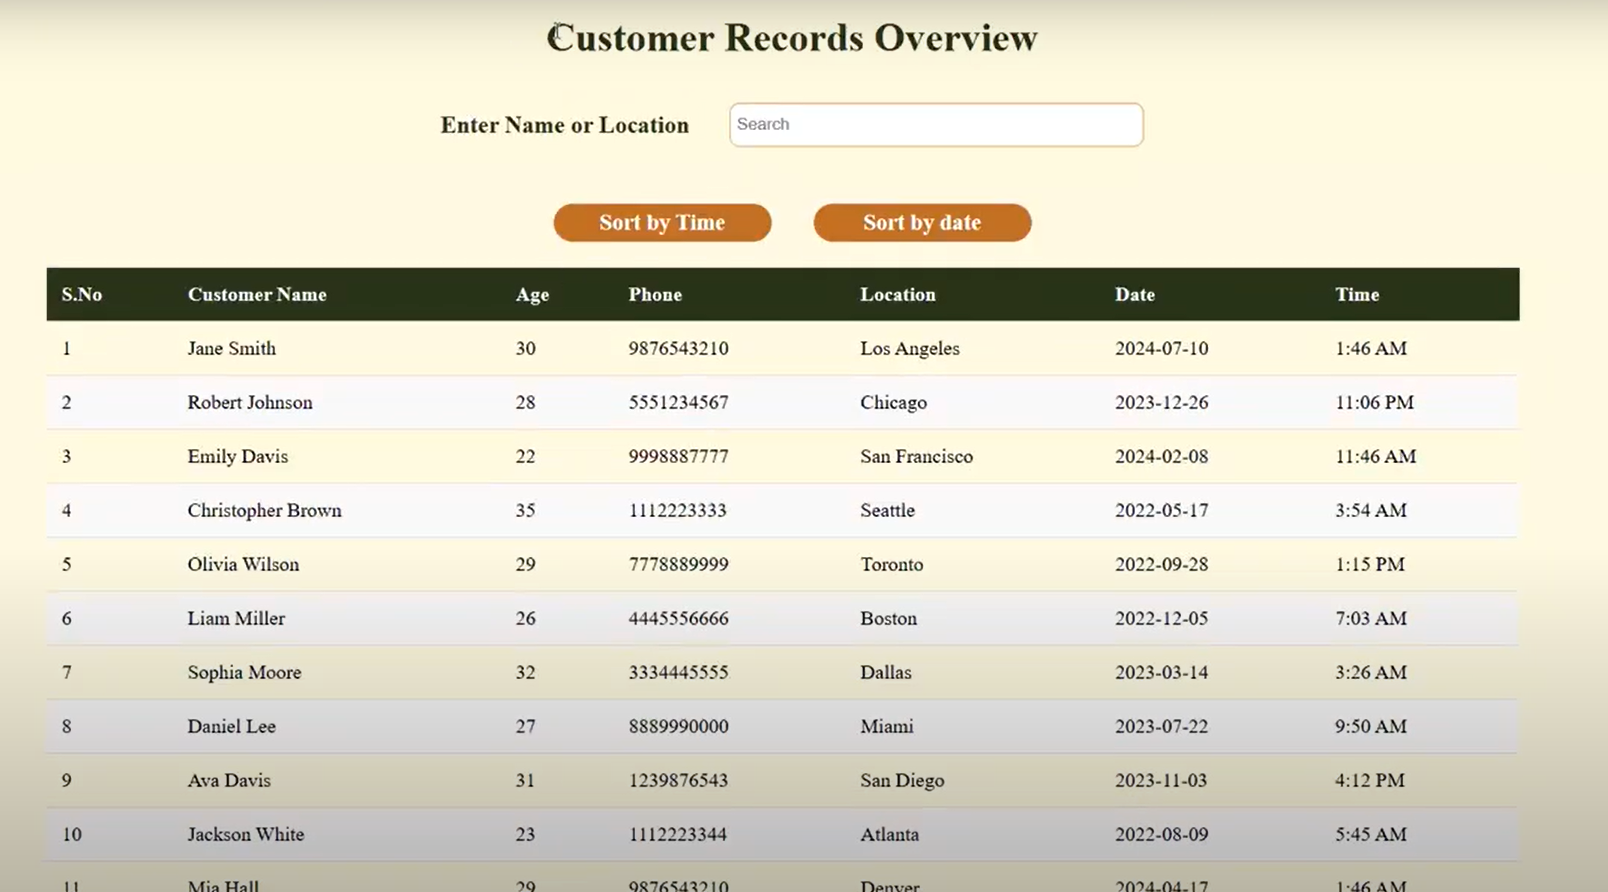 Customer Records Overview
Enter Name or Location Search
Sort by Time Sort by date
S.No Customer Name Age Phone Location Date Time
1 Jane Smith 30 9876543210 Los Angeles 2024-07-10 1:46 AM
2 Robert Johnson 28 5551234567 Chicago 2023-12-26 11:06 PM
3 Emily Davis 22 9998887777 San Francisco 2024-02-08 11:46 AM
4 Christopher Brown 35 1112223333 Seattle 2022-05-17 3:54 AM
5 Olivia Wilson 29 7778889999 Toronto 2022-09-28 1:15 PM
6 Liam Miller 26 4445556666 Boston 2022-12-05 7:03 AM
7 Sophia Moore 32 3334445555 Dallas 2023-03-14 3:26 AM
8 Daniel Lee 27 8889990000 Miami 2023-07-22 9:50 AM
9 Ava Davis 31 1239876543 San Diego 2023-11-03 4:12 PM
10 Jackson White 23 1112223344 Atlanta 2022-08-09 5:45 AM
11 Mia Hall 29 9876543210 Denver 2024-04-17 1:46 AM